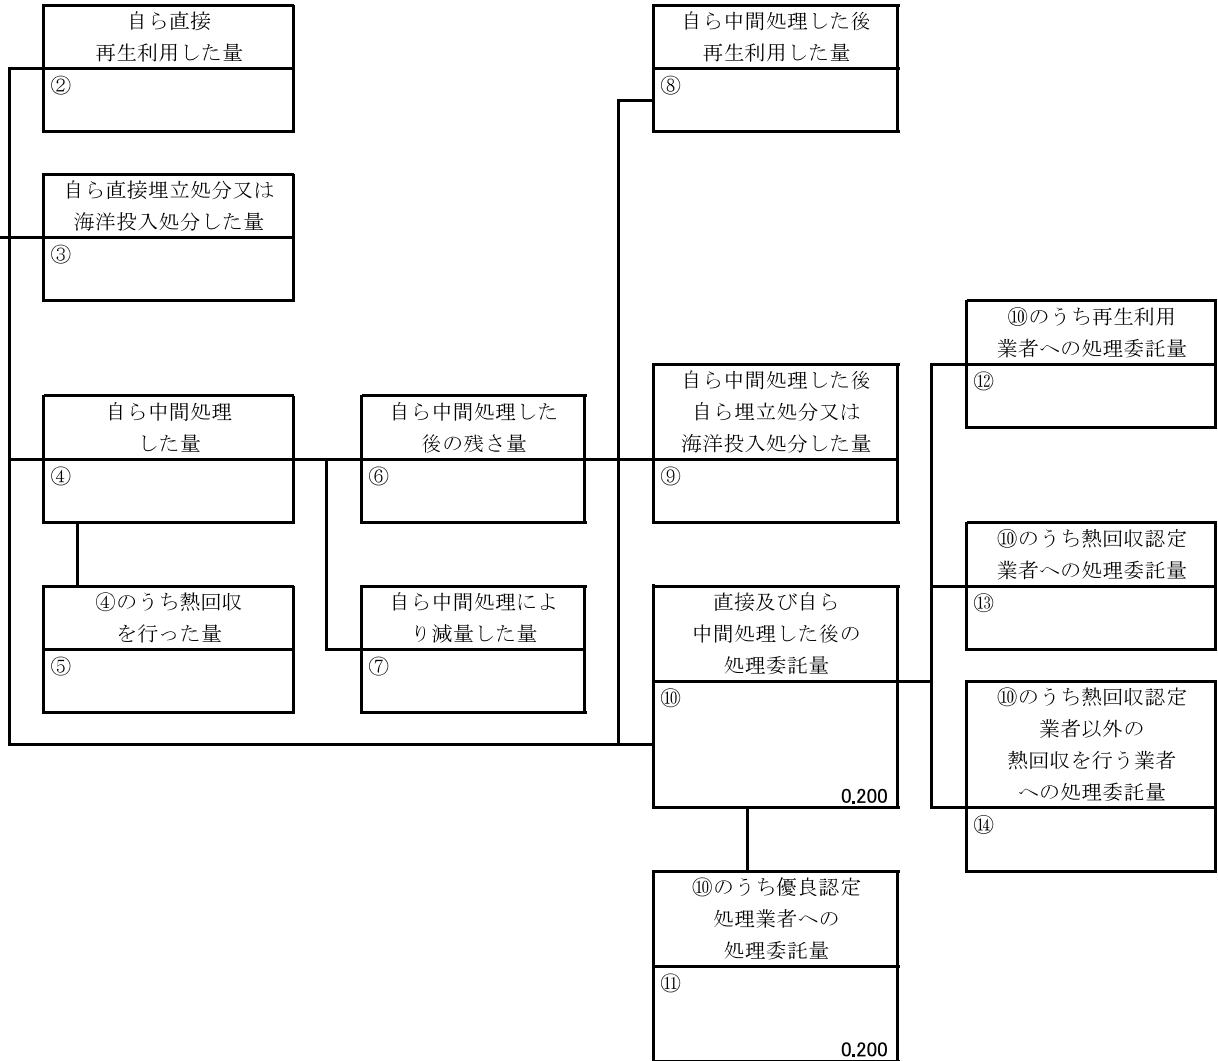 自ら直接
再生利用した量
②
自ら中間処理した後
再生利用した量
⑧
自ら直接埋立処分又は
海洋投入処分した量
③
⑩のうち再生利用
業者への処理委託量
⑫
自ら中間処理
した量
④
自ら中間処理した
後の残さ量
⑥
自ら中間処理した後
自ら埋立処分又は
海洋投入処分した量
⑨
⑩のうち熱回収認定
業者への処理委託量
⑬
④のうち熱回収
を行った量
⑤
自ら中間処理によ
り減量した量
⑦
直接及び自ら
中間処理した後の
処理委託量
⑩
0.200
⑩のうち熱回収認定
業者以外の
熱回収を行う業者
への処理委託量
⑭
⑩のうち優良認定
処理業者への
処理委託量
⑪
0.200